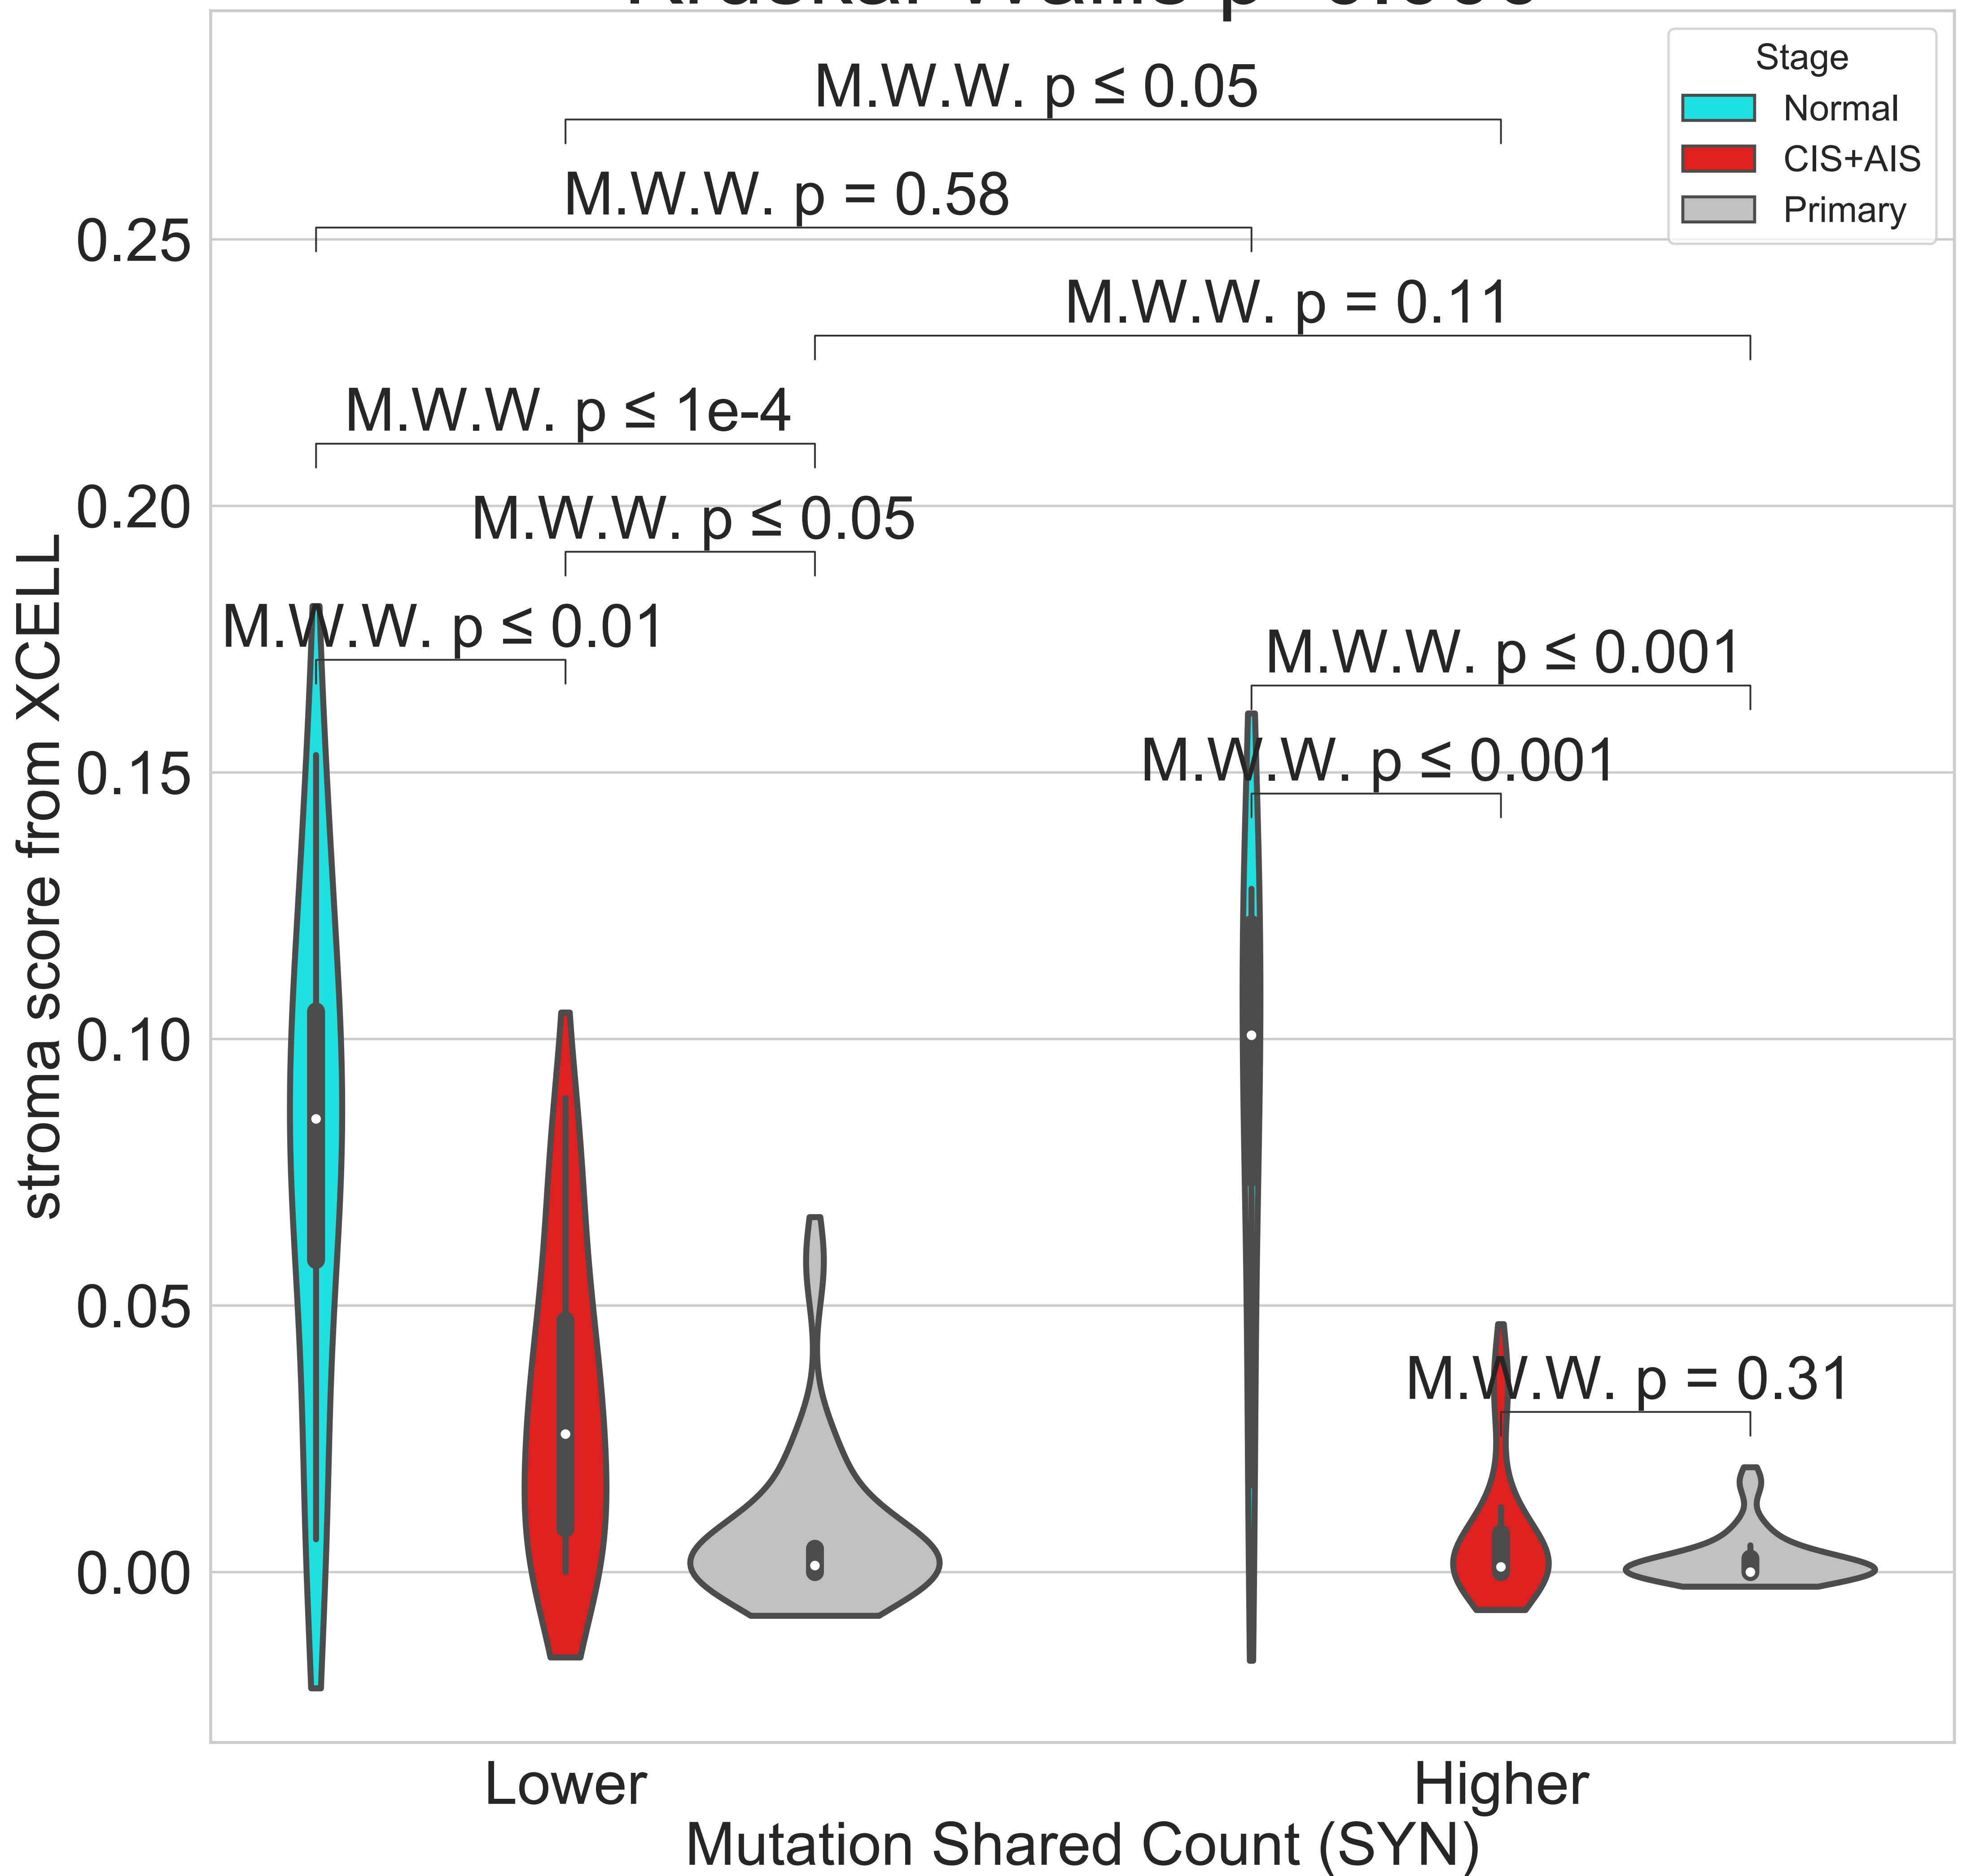 Stage
Normal
CIS+AIS
Primary
M.W.W. p ≤ 0.05
M.W.W. p = 0.58
M.W.W. p = 0.11
M.W.W. p ≤ 1e-4
M.W.W. p ≤ 0.05
M.W.W. p ≤ 0.01
M.W.W. p ≤ 0.001
M.W.W. p ≤ 0.001
M.W.W. p = 0.31
0.25
0.20
0.15
0.10
0.05
0.00
stroma score from XCELL
Lower
Higher
Mutation Shared Count (SYN)